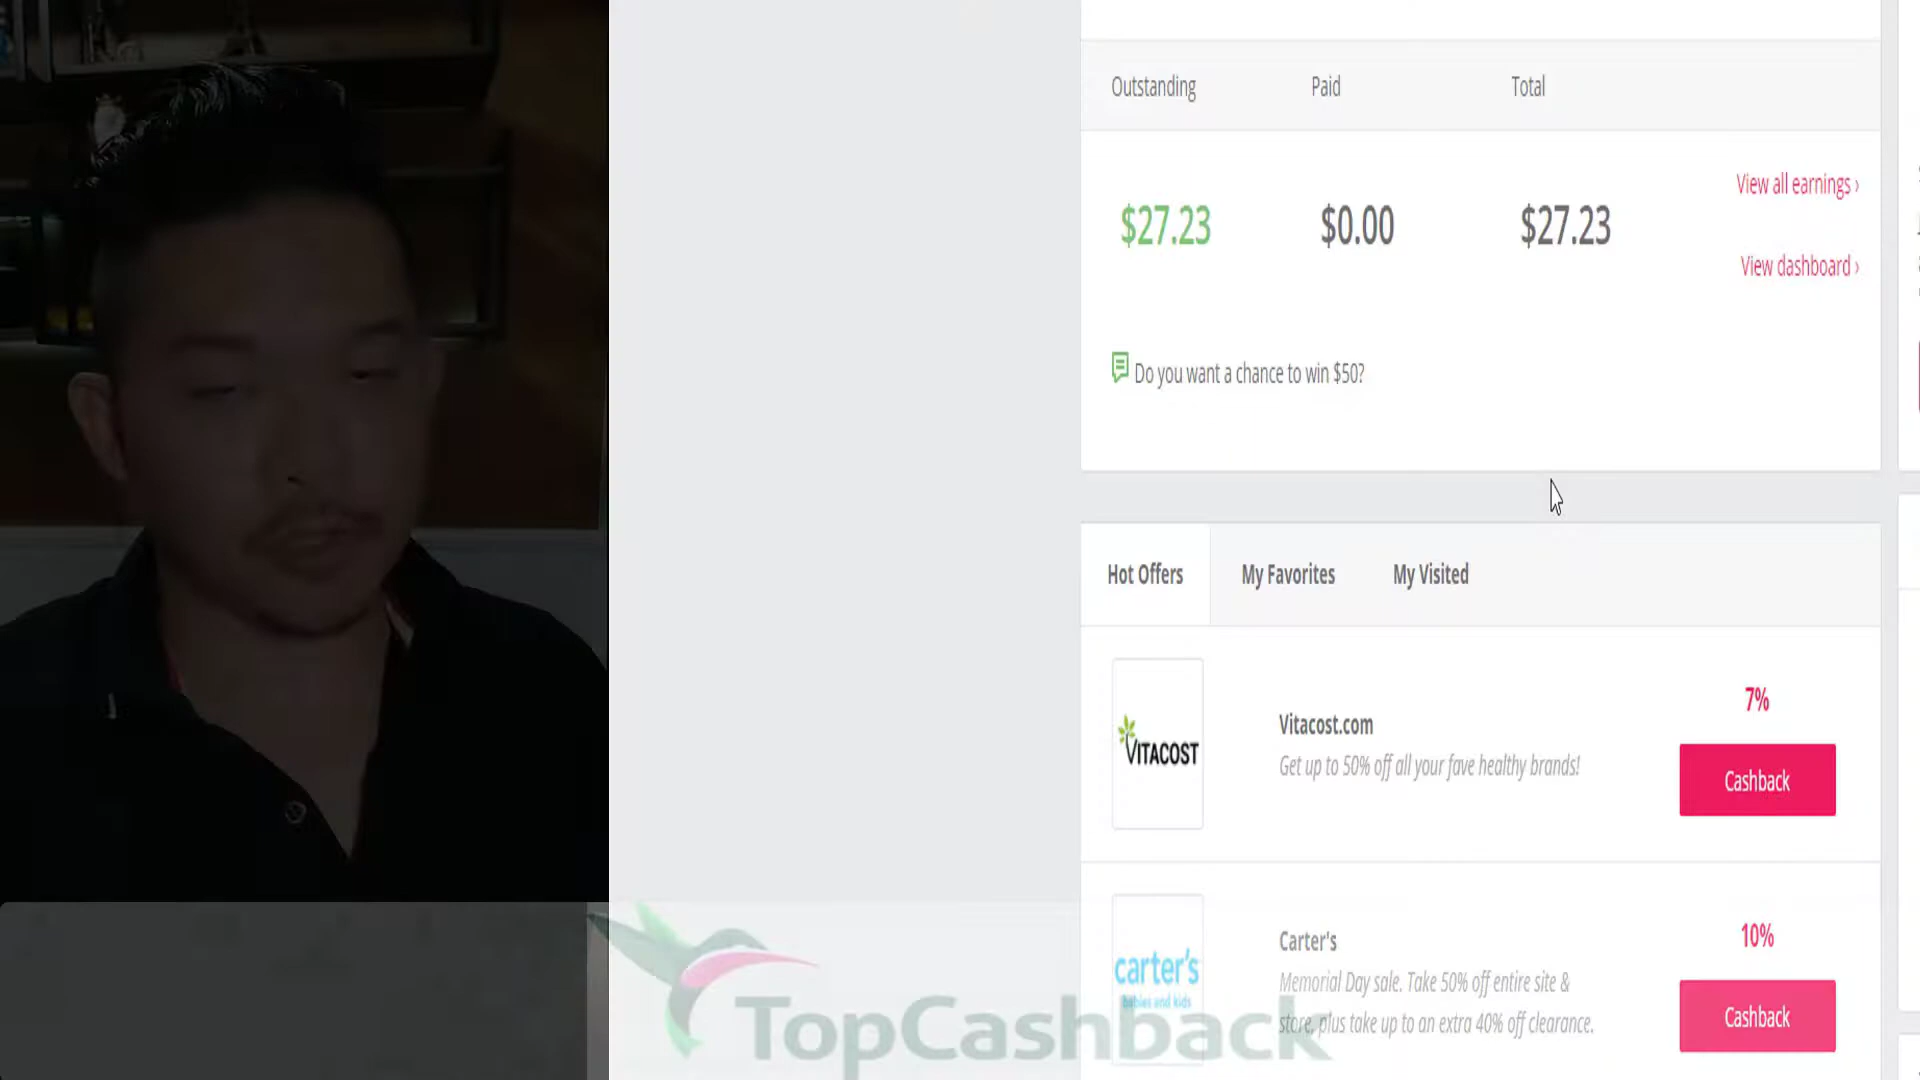 Outstanding Paid Total
$27.23 $0.00 $27.23
View all earnings ›
View dashboard ›
Do you want a chance to win $50?
Hot Offers My Favorites My Visited
VITACOST
Vitacost.com
Get up to 50% off all your fave healthy brands!
7%
Cashback
carter's
babies and kids
Carter's
Memorial Day sale. Take 50% off entire site &
store, plus take up to an extra 40% off clearance.
10%
Cashback
TopCashback